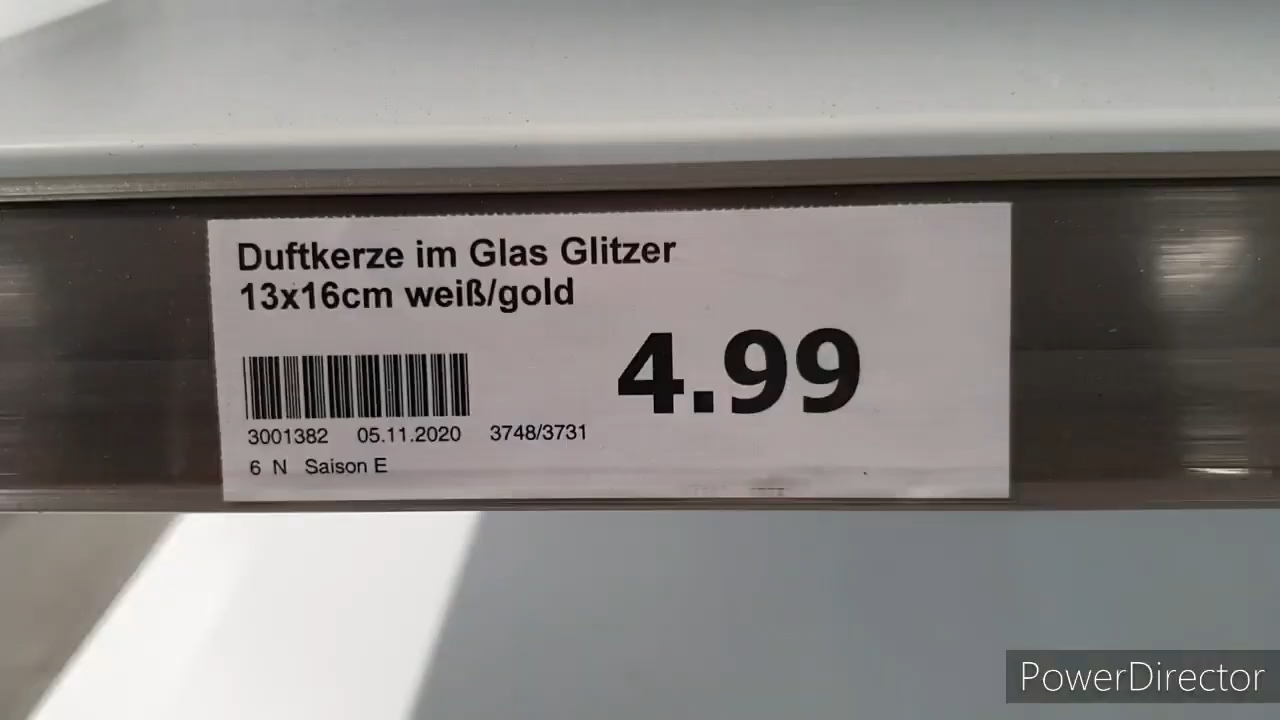 Duftkerze im Glas Glitzer
13x16cm weiß/gold
4.99
3001382 05.11.2020 3748/3731
6 N Saison E
PowerDirector